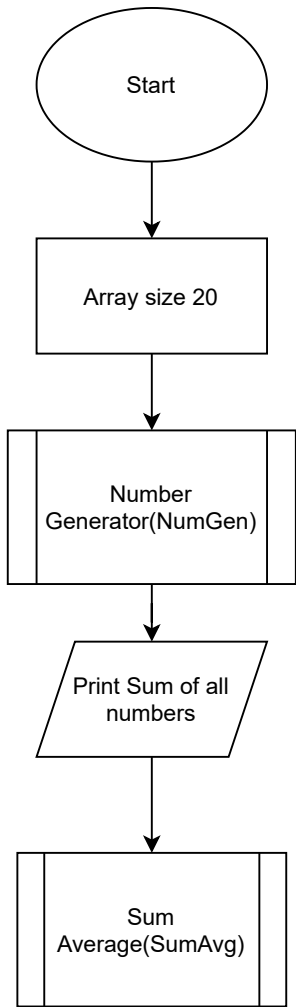 Start
Array size 20
Number
Generator(NumGen)
Print Sum of all
numbers
Sum
Average(SumAvg)